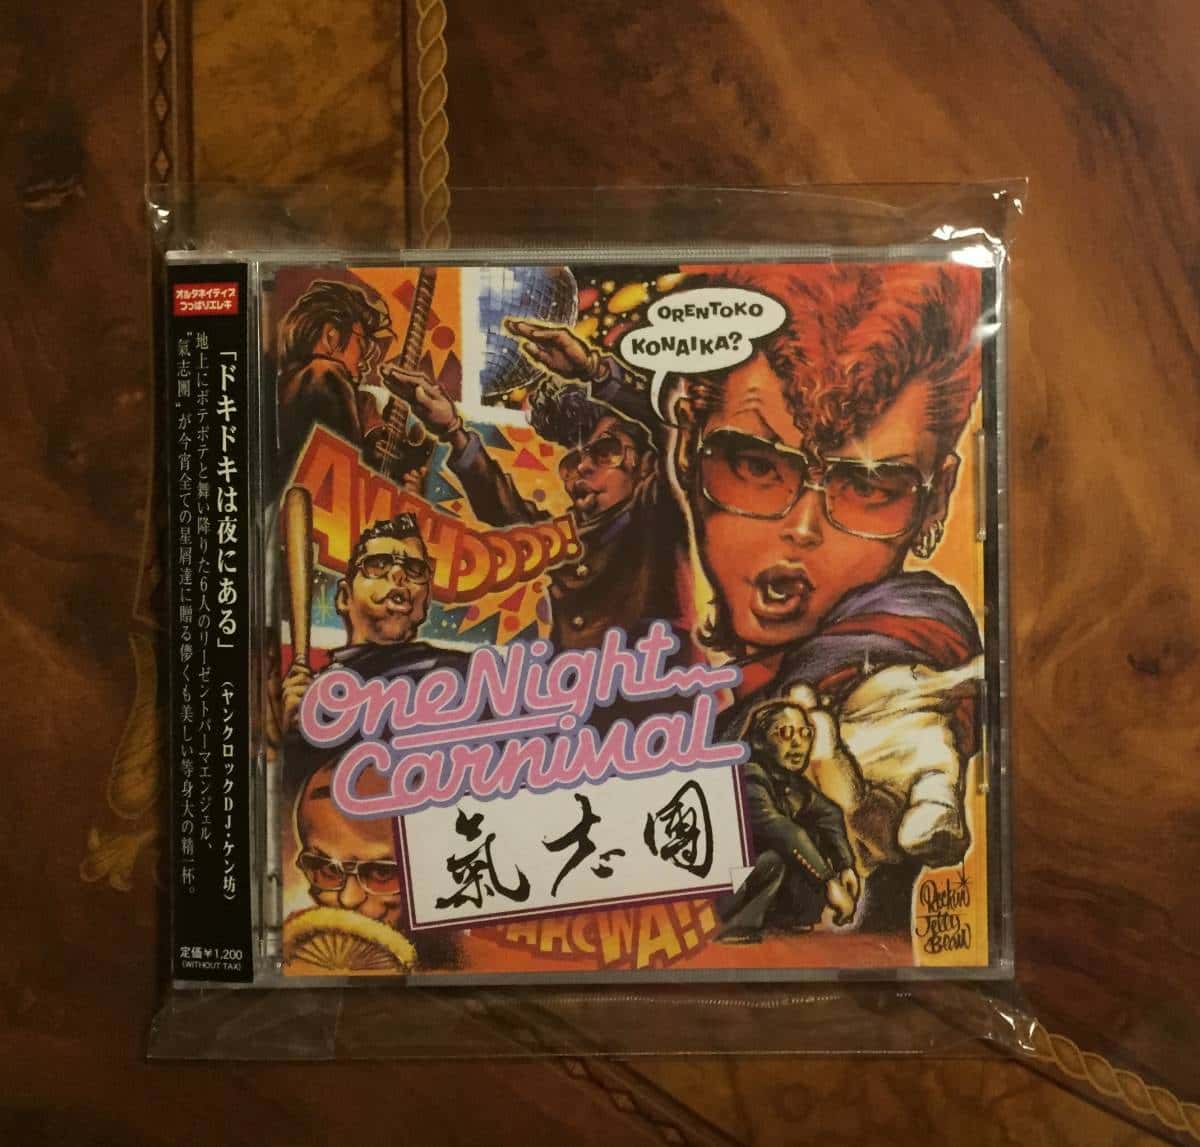 オルタネイティブ
つっぱりエレキ
「ドキドキは夜にある」(ヤンクロックDJ・ケン坊)
地上にボテボテと舞い降りた6人のリーゼントパーマエンジェル、
“氣志團”が今宵全ての星屑達に贈る儚くも美しい等身大の精一杯。
定価¥1,200
(WITHOUT TAX)
ORENTOKO
KONAIKA?
One Night
Carnival
氣志團
Rockin'
Jelly
Bean